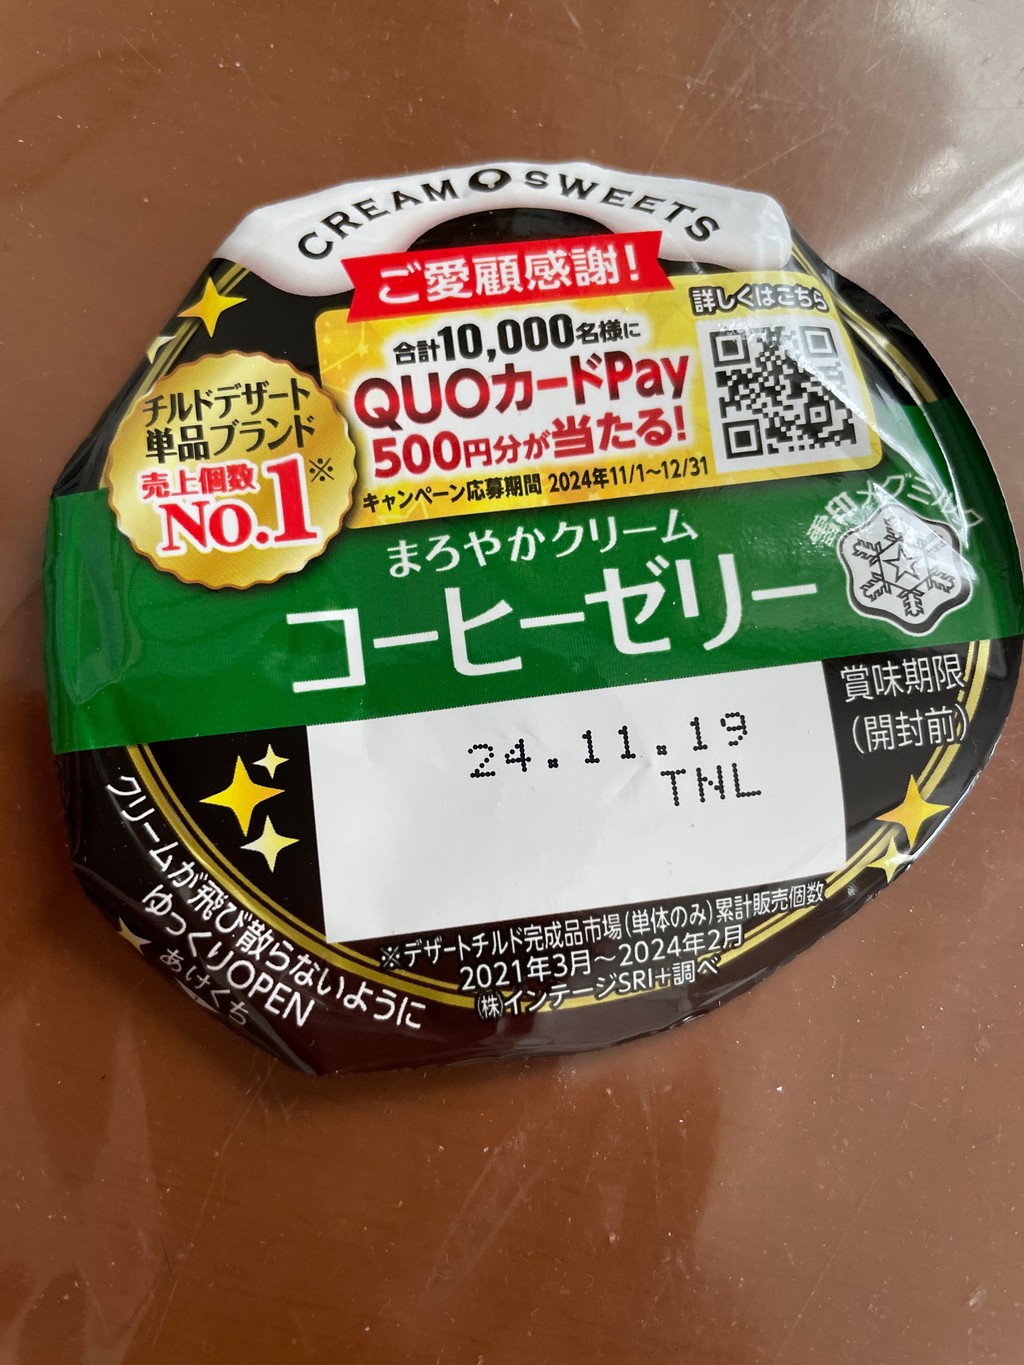 CREAM SWEETS
ご愛顧感謝!
合計10,000名様に
QUOカードPay
500円分が当たる!
キャンペーン応募期間 2024年11/1~12/31
詳しくはこちら
チルドデザート
単品ブランド
売上個数
No.1※
雪印メグミルク
まろやかクリーム
コーヒーゼリー
賞味期限
(開封前)
24.11.19
TNL
※デザートチルド完成品市場(単体のみ)累計販売個数
2021年3月~2024年2月
㈱インテージSRI+調べ
クリームが飛び散らないように
ゆっくりOPEN
あけくち